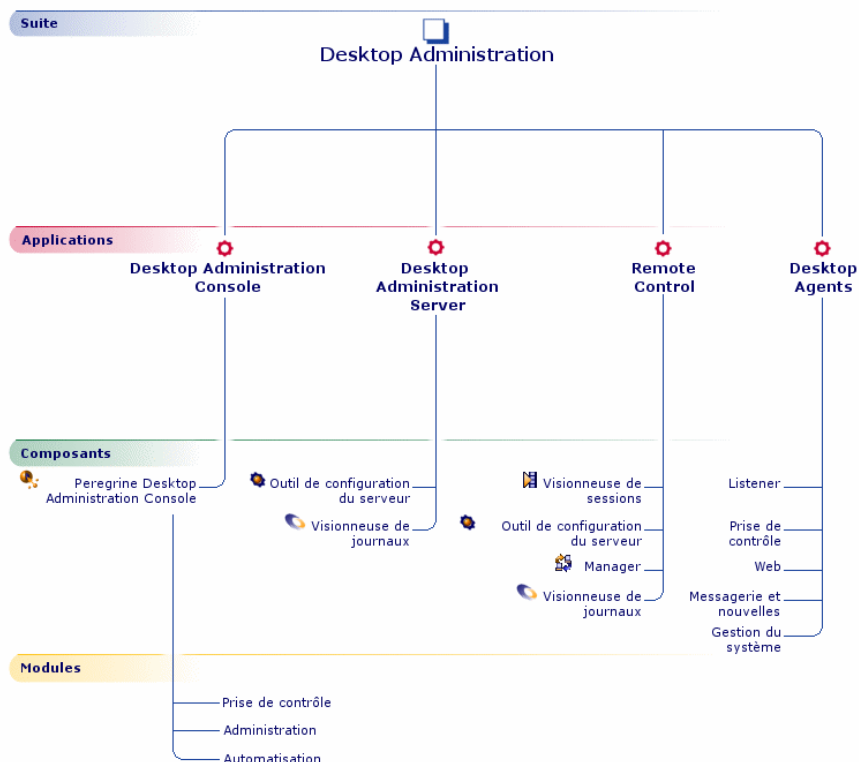 Suite
Desktop Administration
Applications
Desktop Administration
Console
Desktop
Administration
Server
Remote
Control
Desktop
Agents
Composants
Peregrine Desktop
Administration Console
Outil de configuration
du serveur
Visionneuse de
journaux
Visionneuse de
sessions
Outil de configuration
du serveur
Manager
Visionneuse de
journaux
Listener
Prise de
contrôle
Web
Messagerie et
nouvelles
Gestion du
système
Modules
Prise de contrôle
Administration
Automatisation